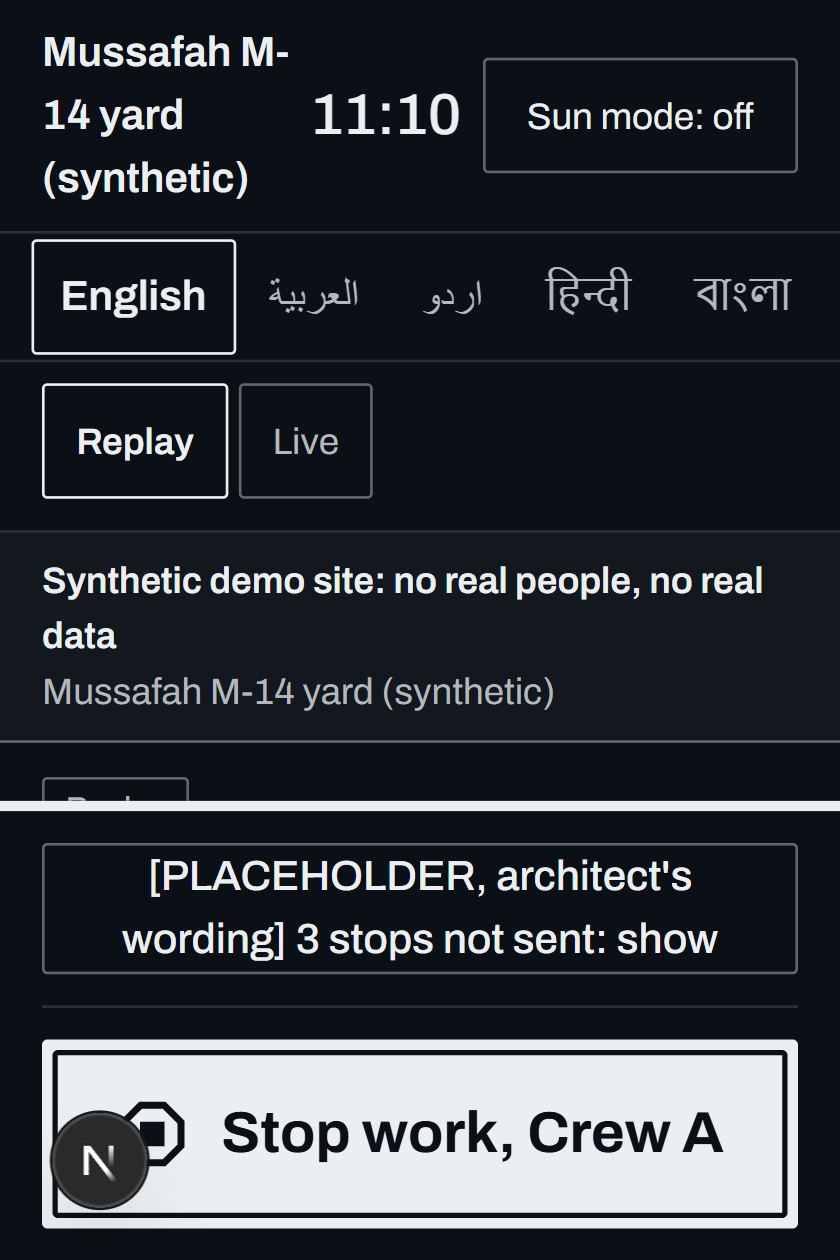 Mussafah M-
14 yard
(synthetic)
11:10
Sun mode: off
English
العربية
اردو
हिन्दी
বাংলা
Replay
Live
Synthetic demo site: no real people, no real
data
Mussafah M-14 yard (synthetic)
[PLACEHOLDER, architect's
wording] 3 stops not sent: show
Stop work, Crew A
N